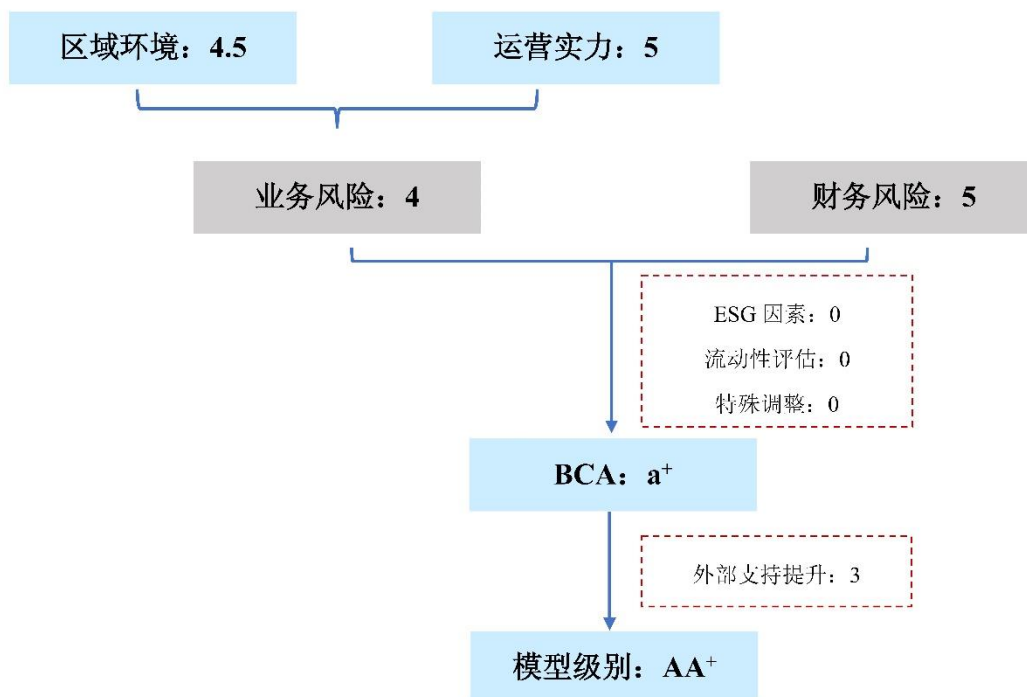 区域环境：4.5
运营实力：5
业务风险：4
财务风险：5
ESG 因素：0
流动性评估：0
特殊调整：0
BCA：a⁺
外部支持提升：3
模型级别：AA⁺